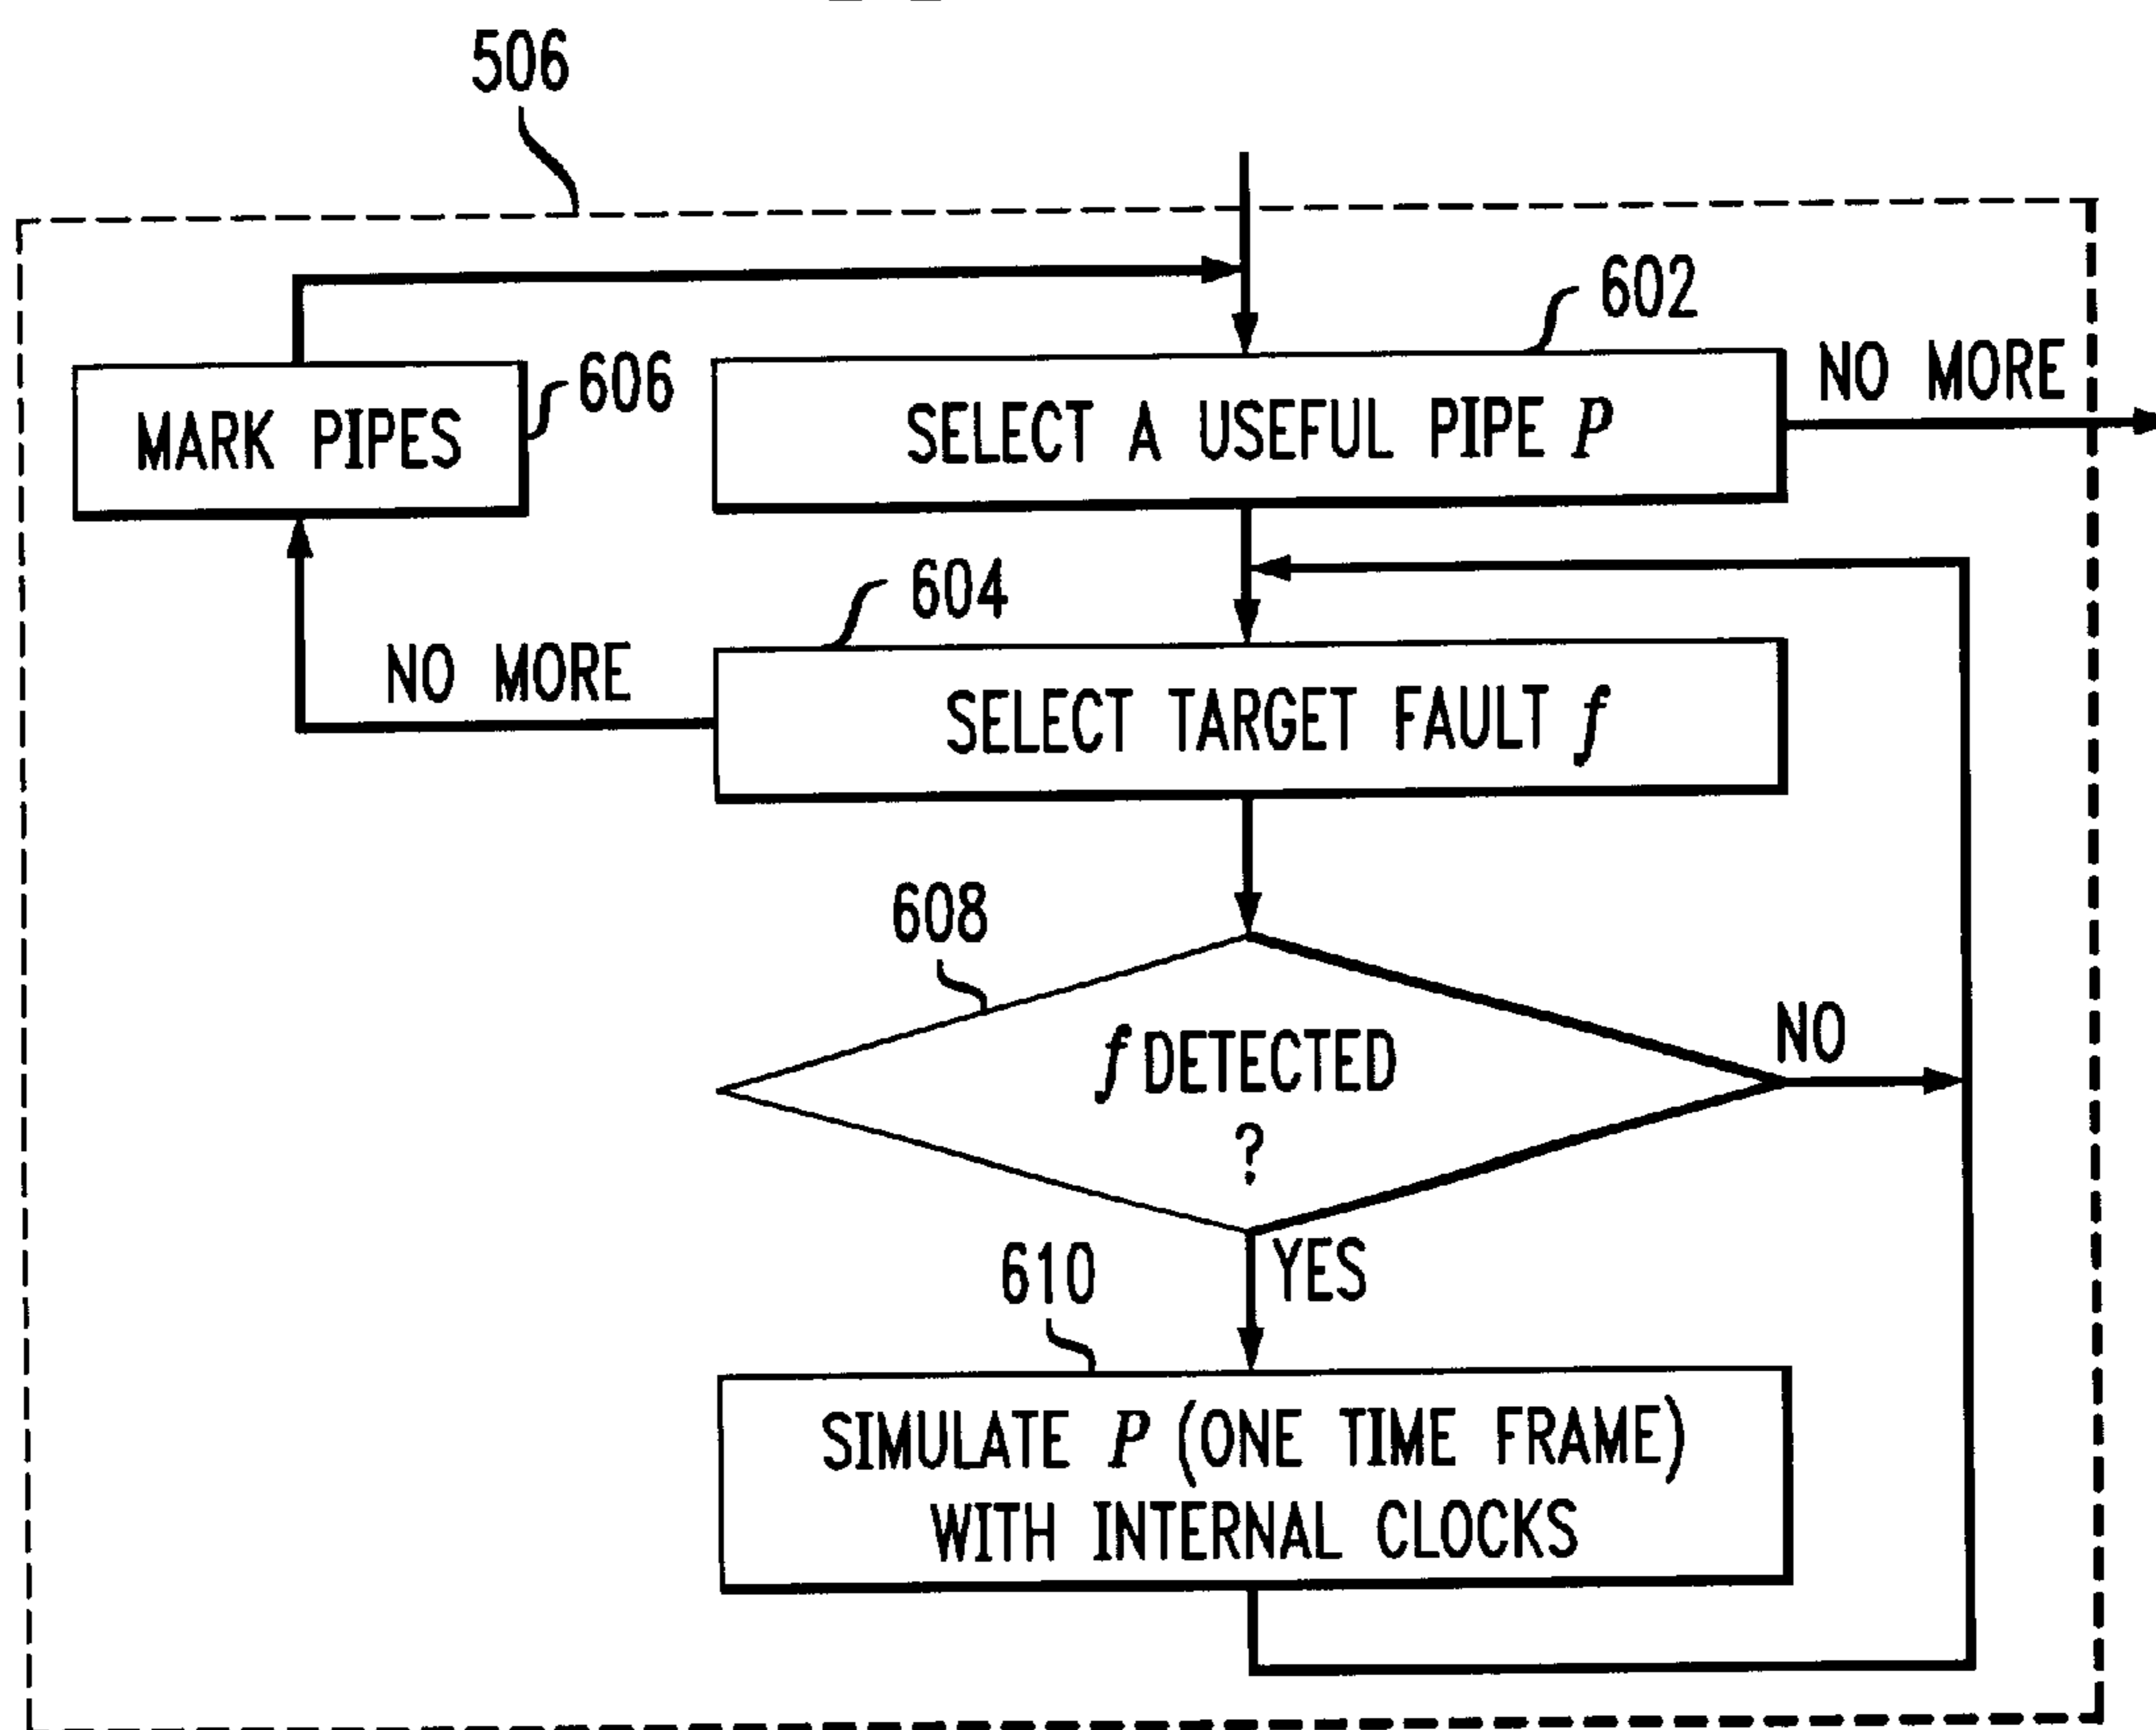 506
602
NO MORE
606
MARK PIPES
SELECT A USEFUL PIPE P
604
NO MORE
SELECT TARGET FAULT f
608
f DETECTED
?
NO
YES
610
SIMULATE P (ONE TIME FRAME)
WITH INTERNAL CLOCKS